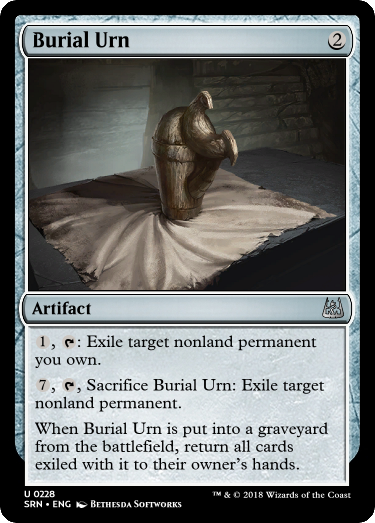 Burial Urn 2
Artifact
1, T: Exile target nonland permanent
you own.
7, T, Sacrifice Burial Urn: Exile target
nonland permanent.
When Burial Urn is put into a graveyard
from the battlefield, return all cards
exiled with it to their owner's hands.
U 0228
SRN • ENG Bethesda Softworks
™ & © 2018 Wizards of the Coast